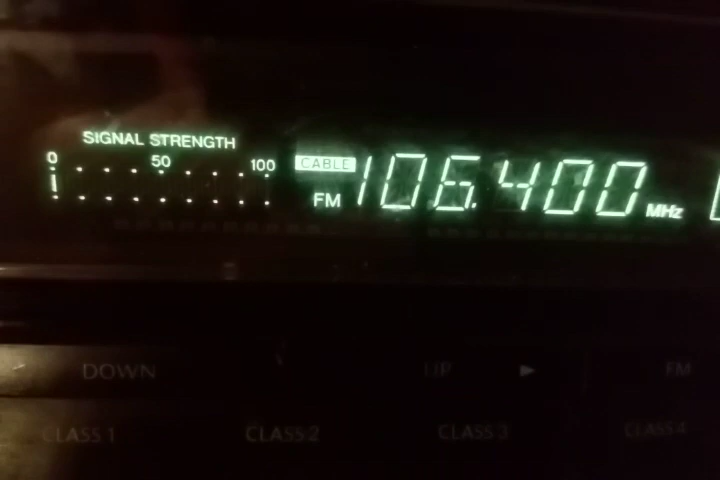 SIGNAL STRENGTH
0 50 100
CABLE
FM 106.400 MHz
DOWN UP FM
CLASS 1 CLASS 2 CLASS 3 CLASS 4